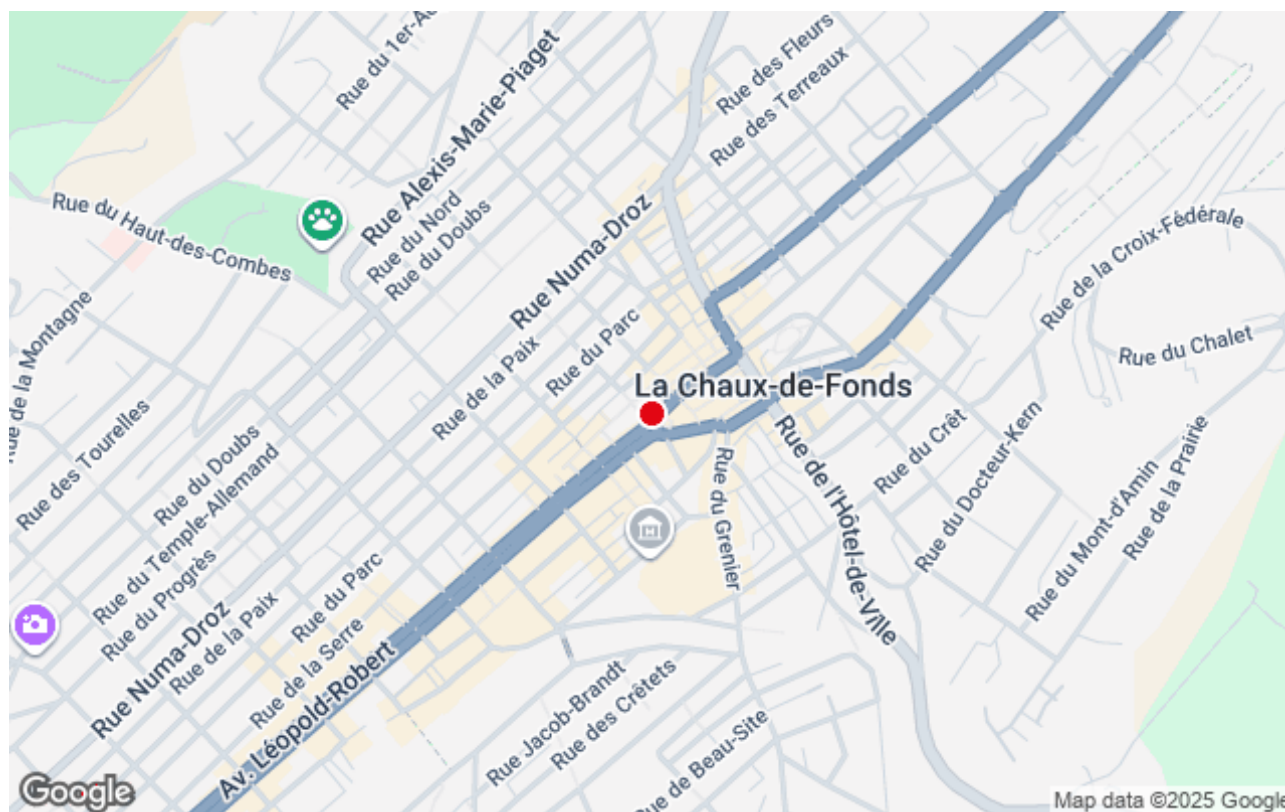 Rue du 1er-A
Rue Alexis-Marie-Piaget
Rue des Fleurs
Rue des Terreaux
Rue du Haut-des-Combes
Rue du Nord
Rue du Doubs
Rue Numa-Droz
Rue de la Croix-Fédérale
Rue de la Montagne
Rue du Parc
Rue de la Paix
Rue du Chalet
La Chaux-de-Fonds
Rue des Tourelles
Rue du Doubs
Rue du Temple-Allemand
Rue du Progrès
Rue du Grenier
Rue de l'Hôtel-de-Ville
Rue du Crêt
Rue du Docteur-Kern
Rue du Mont-d'Amin
Rue de la Prairie
Rue Numa-Droz
Rue de la Paix
Rue du Parc
Rue de la Serre
Av. Léopold-Robert
Rue Jacob-Brandt
Rue des Crêtets
Rue de Beau-Site
Google
Map data ©2025 Google